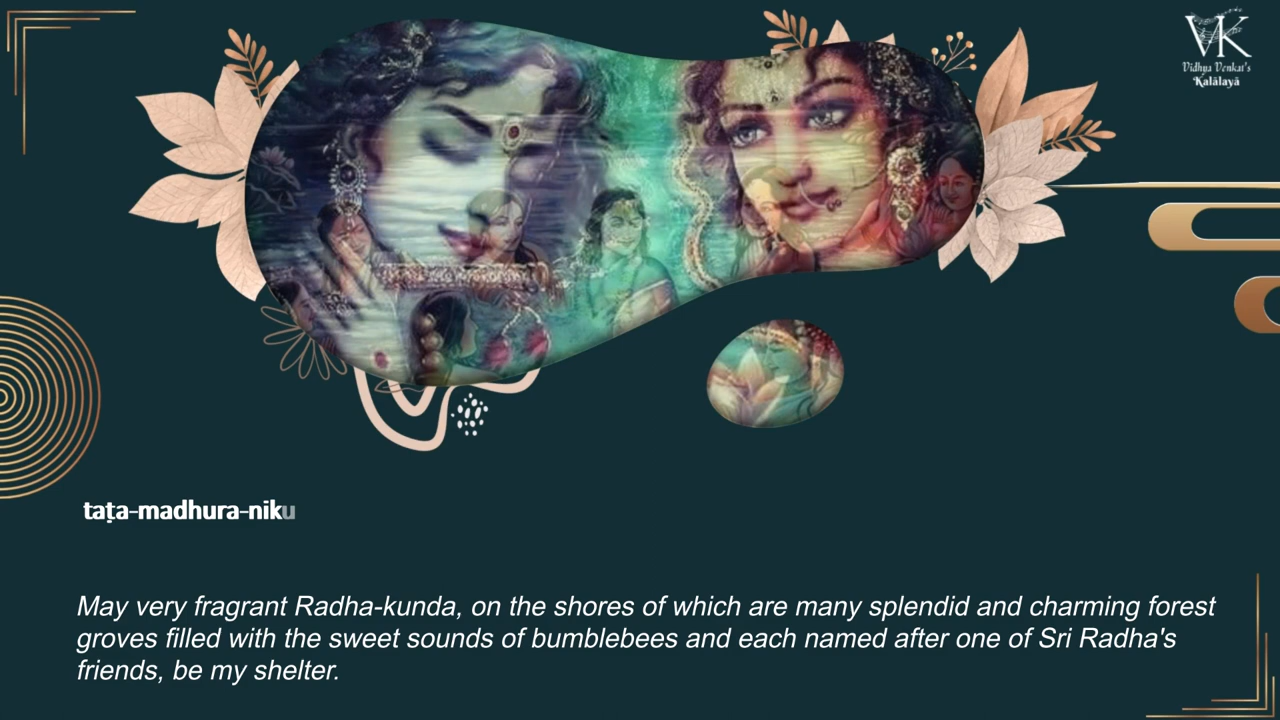 VK
Vidhya Venkat's
Kalālayā
taṭa-madhura-niku
May very fragrant Radha-kunda, on the shores of which are many splendid and charming forest
groves filled with the sweet sounds of bumblebees and each named after one of Sri Radha's
friends, be my shelter.